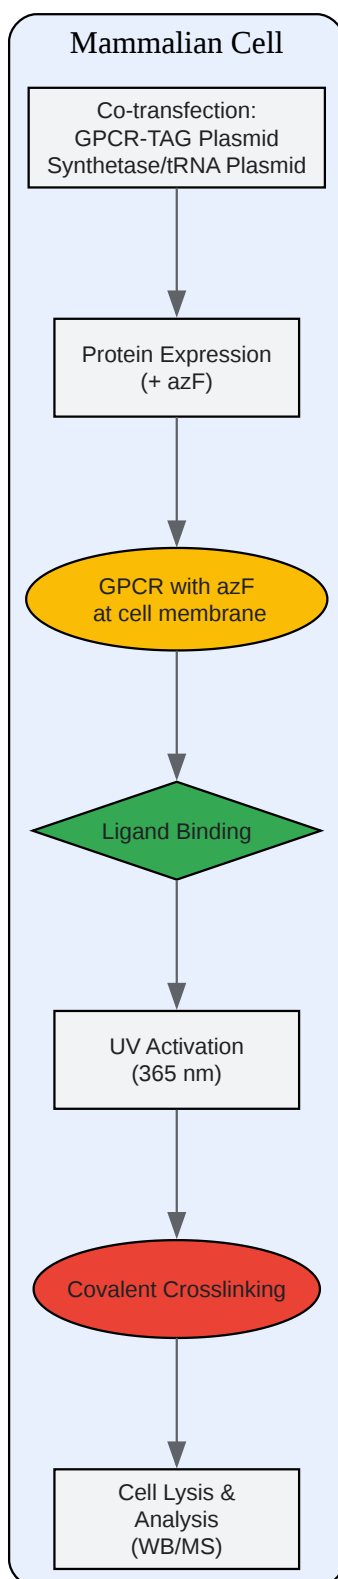 Mammalian Cell
Co-transfection:
GPCR-TAG Plasmid
Synthetase/tRNA Plasmid
Protein Expression
(+ azF)
GPCR with azF
at cell membrane
Ligand Binding
UV Activation
(365 nm)
Covalent Crosslinking
Cell Lysis &
Analysis
(WB/MS)